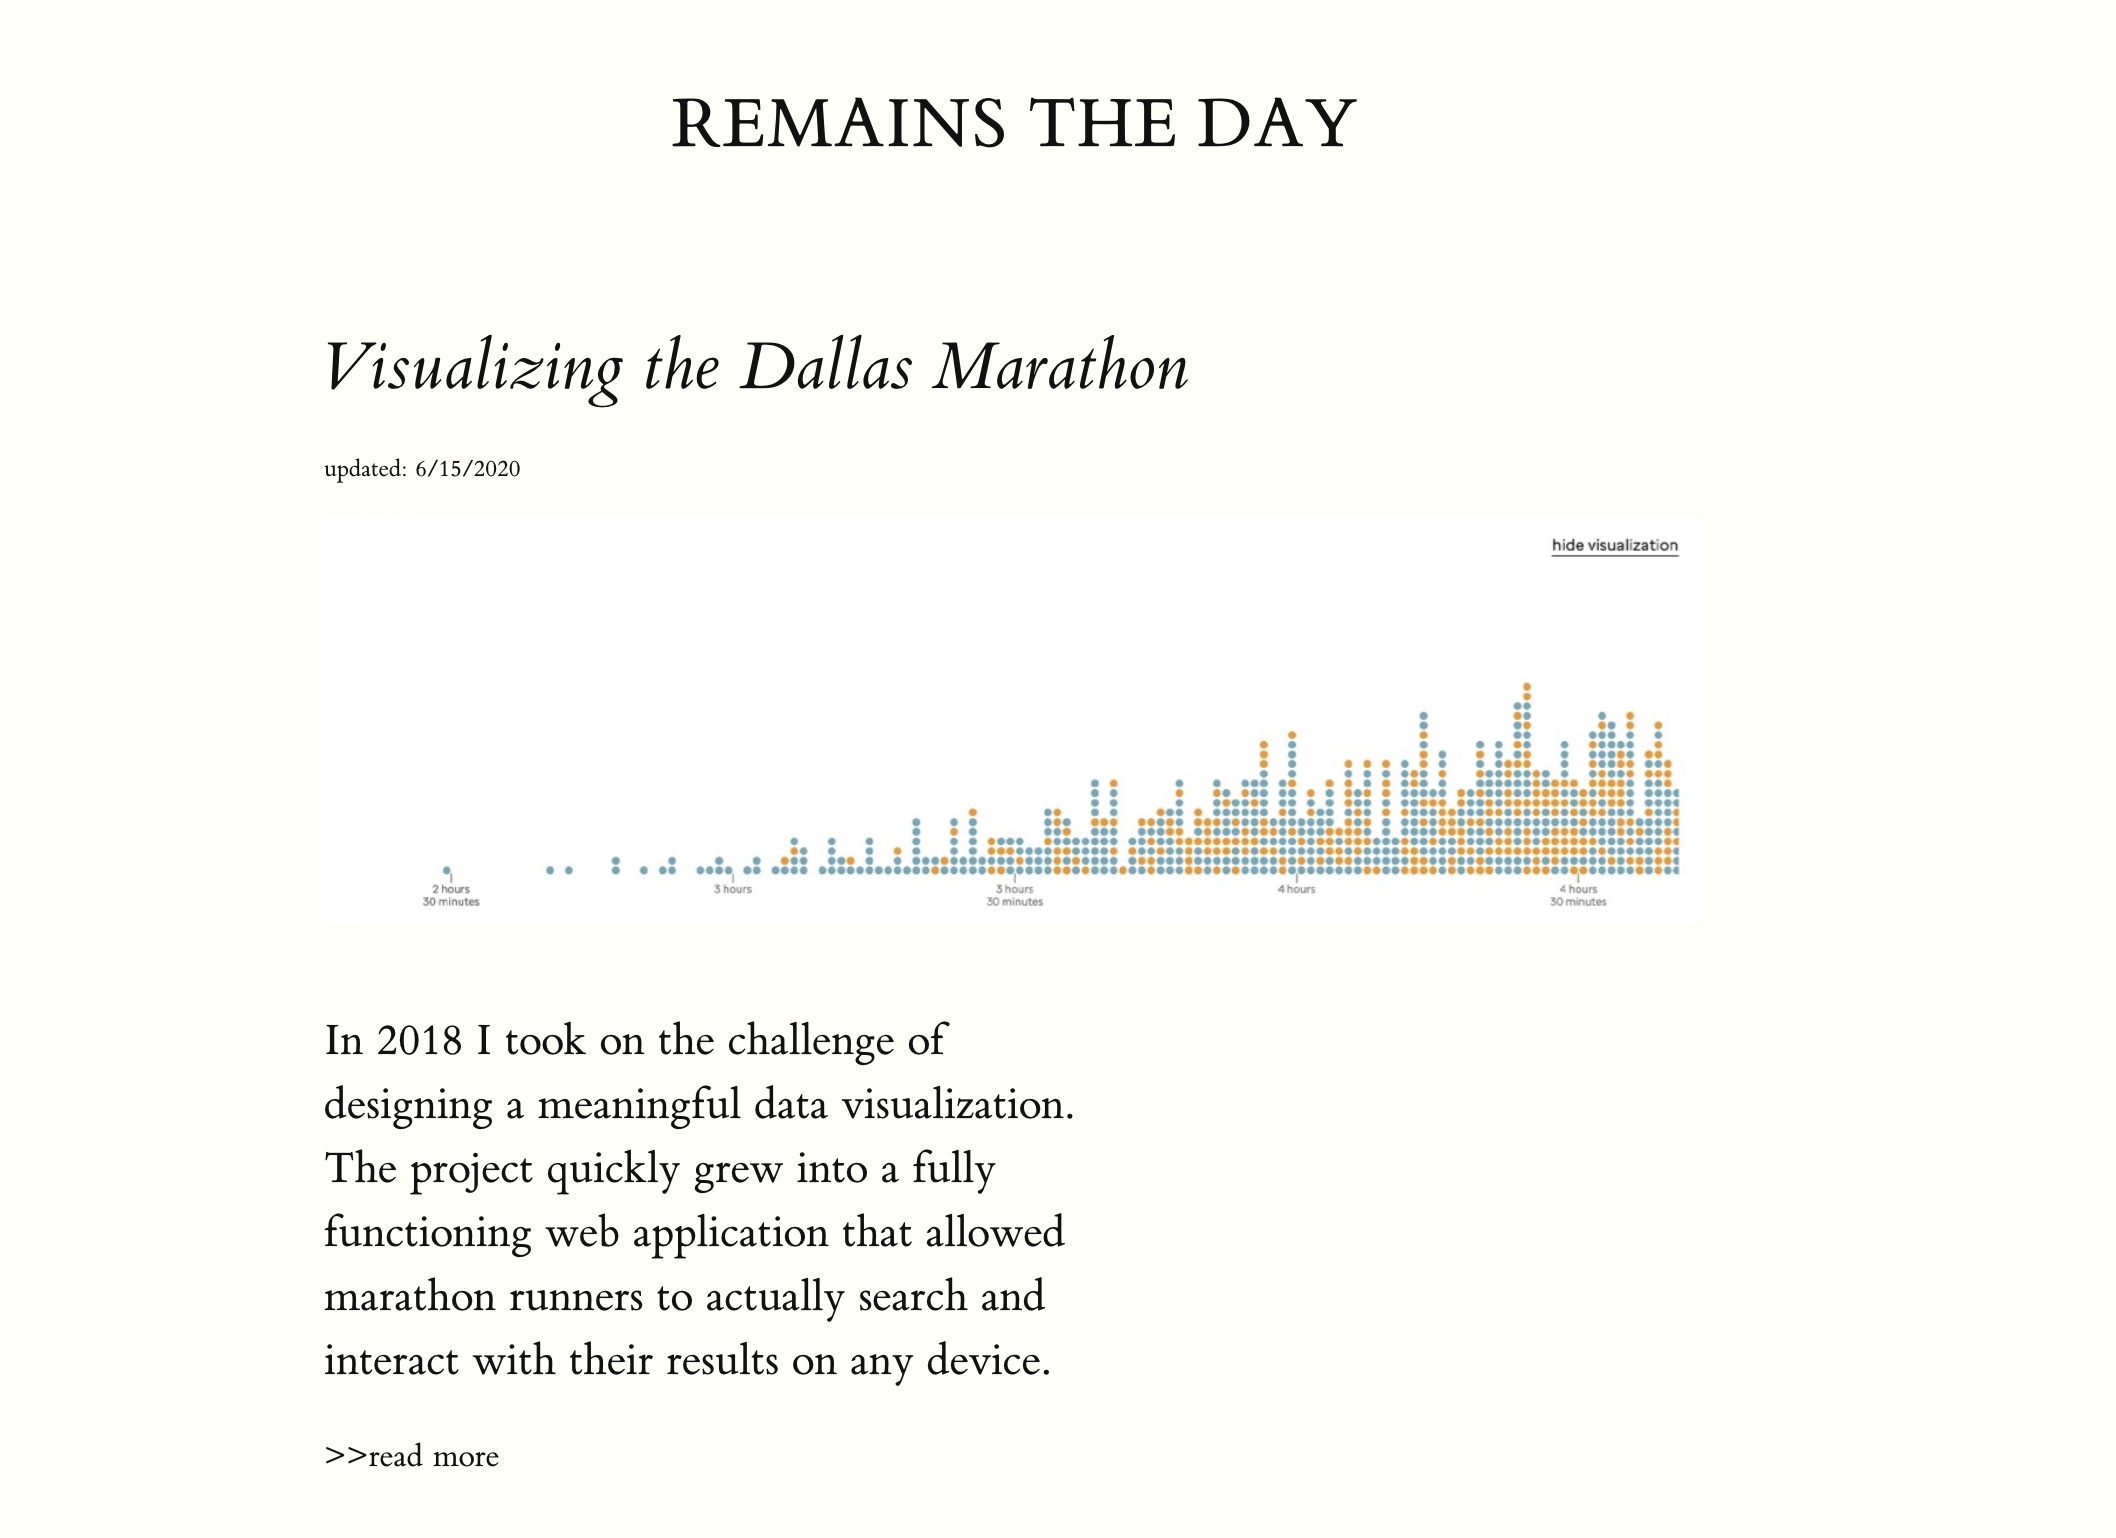 REMAINS THE DAY
Visualizing the Dallas Marathon
updated: 6/15/2020
hide visualization
2 hours
30 minutes
3 hours
3 hours
30 minutes
4 hours
4 hours
30 minutes
In 2018 I took on the challenge of
designing a meaningful data visualization.
The project quickly grew into a fully
functioning web application that allowed
marathon runners to actually search and
interact with their results on any device.
>>read more